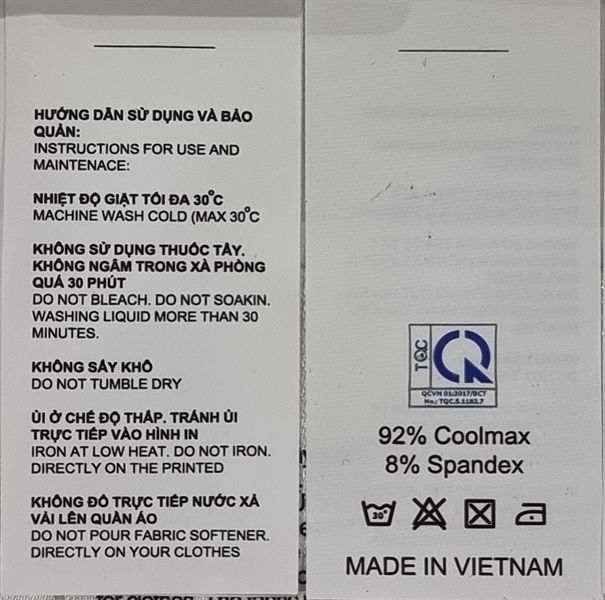 HƯỚNG DẪN SỬ DỤNG VÀ BẢO
QUẢN:
INSTRUCTIONS FOR USE AND
MAINTENACE:
NHIỆT ĐỘ GIẶT TỐI ĐA 30°C
MACHINE WASH COLD (MAX 30°C
KHÔNG SỬ DỤNG THUỐC TẨY.
KHÔNG NGÂM TRONG XÀ PHÒNG
QUÁ 30 PHÚT
DO NOT BLEACH. DO NOT SOAKIN.
WASHING LIQUID MORE THAN 30
MINUTES.
KHÔNG SẤY KHÔ
DO NOT TUMBLE DRY
ỦI Ở CHẾ ĐỘ THẤP. TRÁNH ỦI
TRỰC TIẾP VÀO HÌNH IN
IRON AT LOW HEAT. DO NOT IRON.
DIRECTLY ON THE PRINTED
KHÔNG ĐỔ TRỰC TIẾP NƯỚC XẢ
VẢI LÊN QUẦN ÁO
DO NOT POUR FABRIC SOFTENER.
DIRECTLY ON YOUR CLOTHES
TQC
QCVN 01:2017/BCT
No.: TQC.5.1183.7
92% Coolmax
8% Spandex
30°
MADE IN VIETNAM